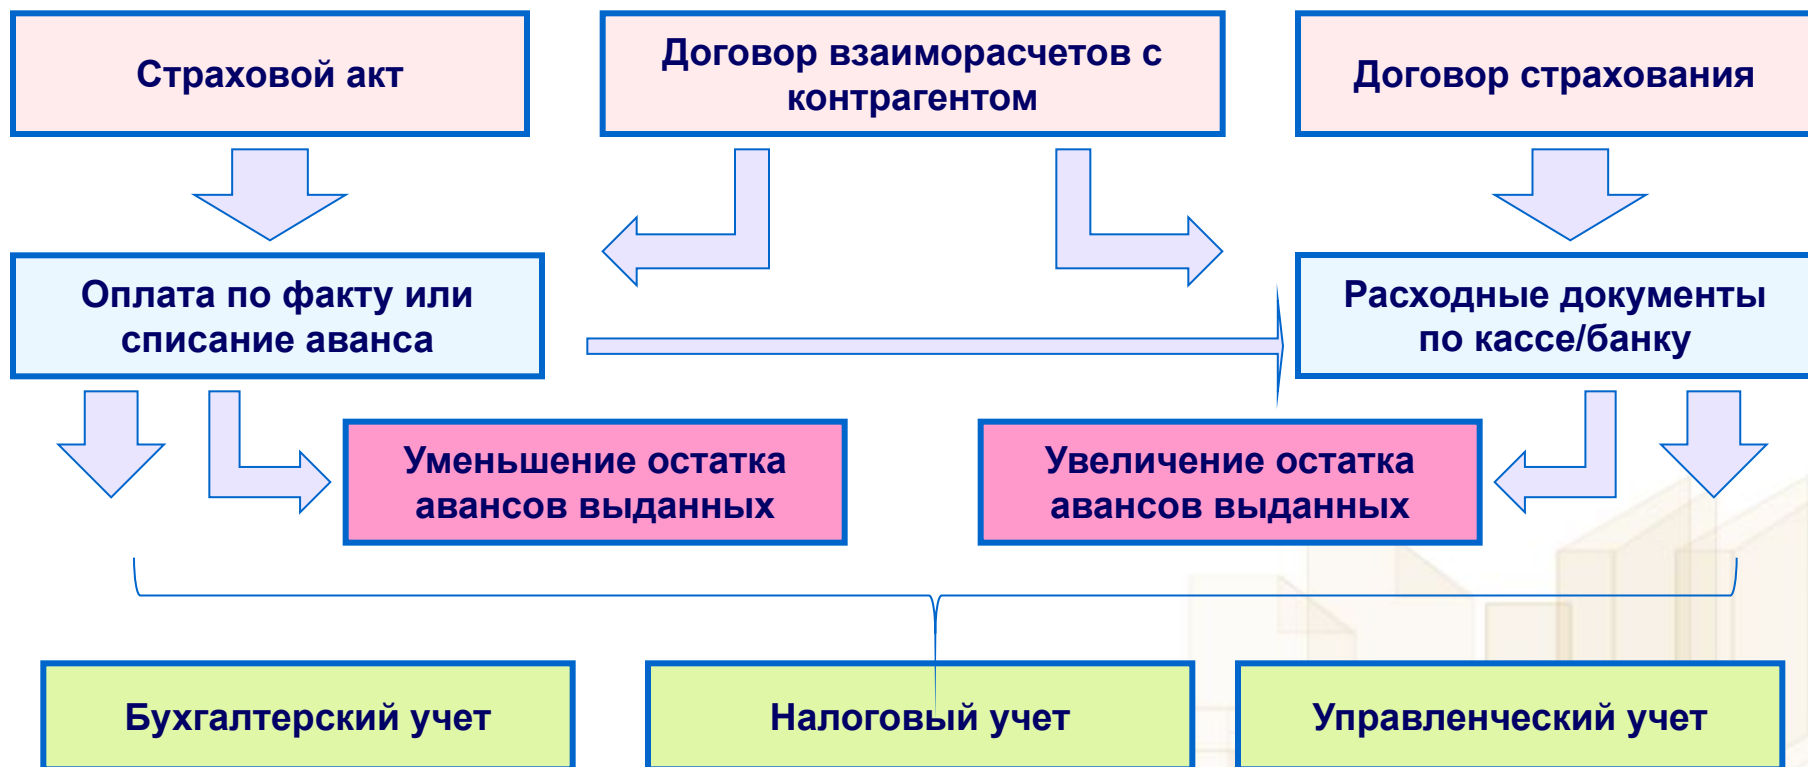 Страховой акт
Договор взаиморасчетов с
контрагентом
Договор страхования
Оплата по факту или
списание аванса
Расходные документы
по кассе/банку
Уменьшение остатка
авансов выданных
Увеличение остатка
авансов выданных
Бухгалтерский учет
Налоговый учет
Управленческий учет